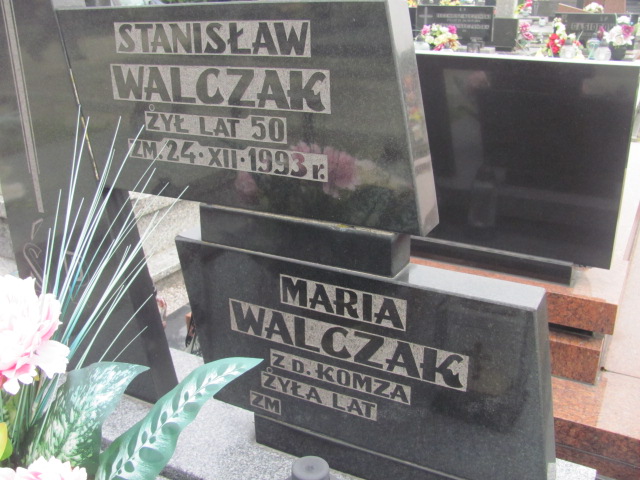 STANISŁAW
WALCZAK
ŻYŁ LAT 50
ZM. 24·XII·1993 r.
MARIA
WALCZAK
Z D. KOMZA
ŻYŁA LAT
ZM